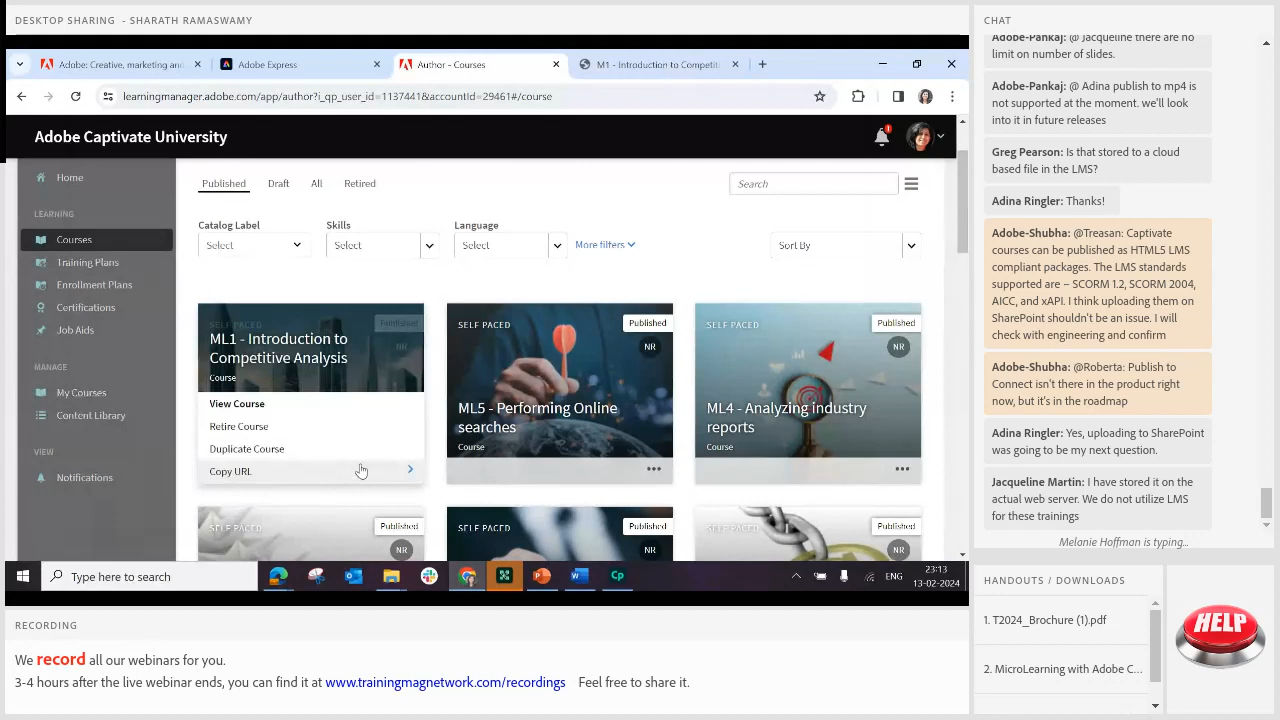 DESKTOP SHARING - SHARATH RAMASWAMY
Adobe: Creative, marketing an
Adobe Express
Author - Courses
M1 - Introduction to Competiti
learningmanager.adobe.com/app/author?i_qp_user_id=1137441&accountId=29461#/course
Adobe Captivate University
1
Home
LEARNING
Courses
Training Plans
Enrollment Plans
Certifications
Job Aids
MANAGE
My Courses
Content Library
VIEW
Notifications
Published
Draft
All
Retired
Search
Catalog Label
Skills
Language
Select
Select
Select
More filters
Sort By
Published
NR
ML1 - Introduction to
Competitive Analysis
Course
View Course
Retire Course
Duplicate Course
Copy URL
SELF PACED
Published
NR
ML5 - Performing Online
searches
Course
SELF PACED
Published
NR
ML4 - Analyzing industry
reports
Course
SELF PACED
Published
NR
SELF PACED
Published
NR
SELF PACED
Published
NR
Type here to search
Cp
ENG
23:13
13-02-2024
RECORDING
We record all our webinars for you.
3-4 hours after the live webinar ends, you can find it at www.trainingmagnetwork.com/recordings Feel free to share it.
CHAT
Adobe-Pankaj: @ Jacqueline there are no
limit on number of slides.
Adobe-Pankaj: @ Adina publish to mp4 is
not supported at the moment. we'll look
into it in future releases
Greg Pearson: Is that stored to a cloud
based file in the LMS?
Adina Ringler: Thanks!
Adobe-Shubha: @Treasan: Captivate
courses can be published as HTML5 LMS
compliant packages. The LMS standards
supported are – SCORM 1.2, SCORM 2004,
AICC, and xAPI. I think uploading them on
SharePoint shouldn't be an issue. I will
check with engineering and confirm
Adobe-Shubha: @Roberta: Publish to
Connect isn't there in the product right
now, but it's in the roadmap
Adina Ringler: Yes, uploading to SharePoint
was going to be my next question.
Jacqueline Martin: I have stored it on the
actual web server. We do not utilize LMS
for these trainings
Melanie Hoffman is typing...
HANDOUTS / DOWNLOADS
1. T2024_Brochure (1).pdf
2. MicroLearning with Adobe C...
HELP